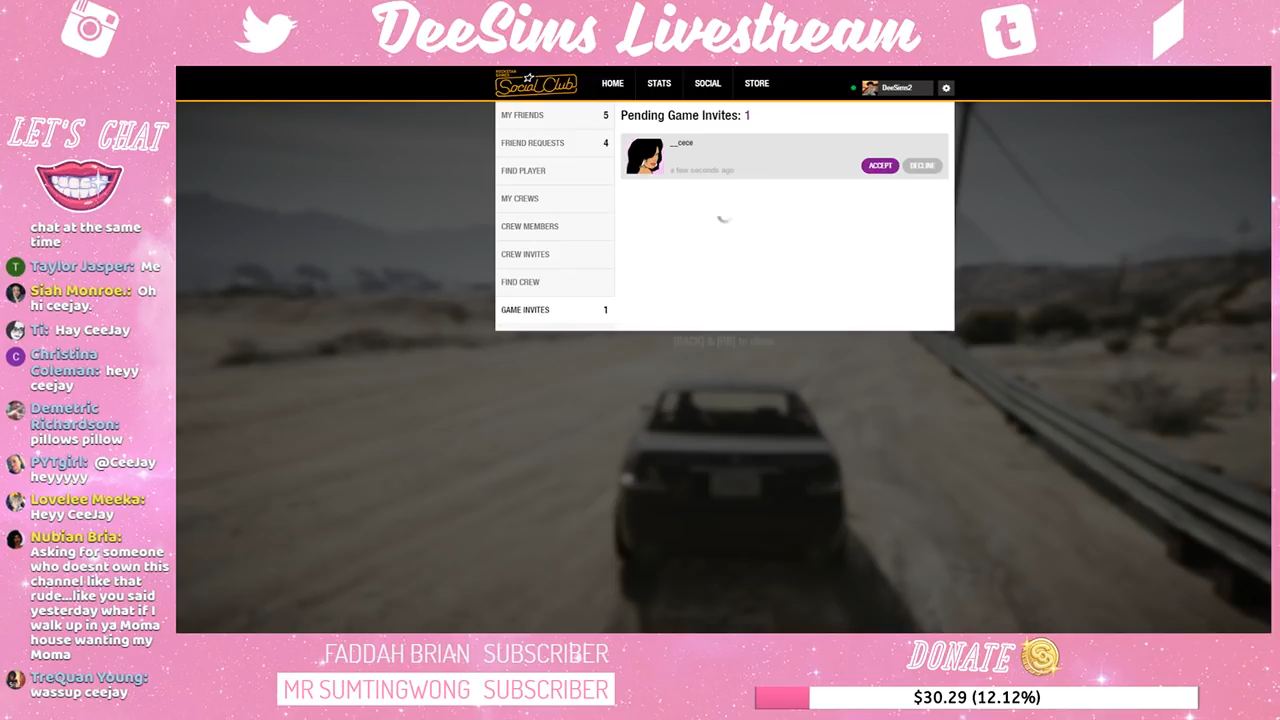 DeeSims Livestream
LET'S CHAT
chat at the same
time
T Taylor Jasper: Me
Siah Monroe.: Oh
hi ceejay.
Ti: Hay CeeJay
C Christina
Coleman: heyy
ceejay
Demetric
Richardson:
pillows pillow
PYTgirl: @CeeJay
heyyyyy
Lovelee Meeka:
Heyy CeeJay
Nubian Bria:
Asking for someone
who doesnt own this
channel like that
rude...like you said
yesterday what if I
walk up in ya Moma
house wanting my
Moma
TreQuan Young:
wassup ceejay
ROCKSTAR GAMES
Social Club
HOME STATS SOCIAL STORE
DeeSims2
MY FRIENDS 5
FRIEND REQUESTS 4
FIND PLAYER
MY CREWS
CREW MEMBERS
CREW INVITES
FIND CREW
GAME INVITES 1
Pending Game Invites: 1
__cece
a few seconds ago
ACCEPT DECLINE
to close.
FADDAH BRIAN SUBSCRIBER
MR SUMTINGWONG SUBSCRIBER
DONATE
$30.29 (12.12%)